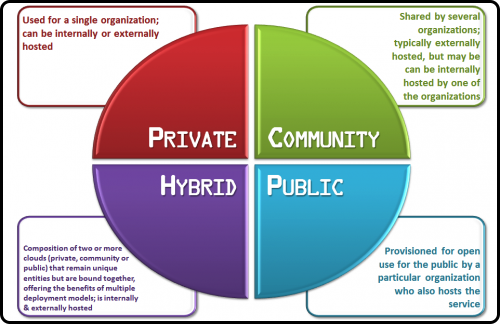 Used for a single organization;
can be internally or externally
hosted
Shared by several
organizations;
typically externally
hosted, but may be
can be internally
hosted by one of
the organizations
PRIVATE
COMMUNITY
HYBRID
PUBLIC
Composition of two or more
clouds (private, community or
public) that remain unique
entities but are bound together,
offering the benefits of multiple
deployment models; is internally
& externally hosted
Provisioned for open
use for the public by a
particular organization
who also hosts the
service